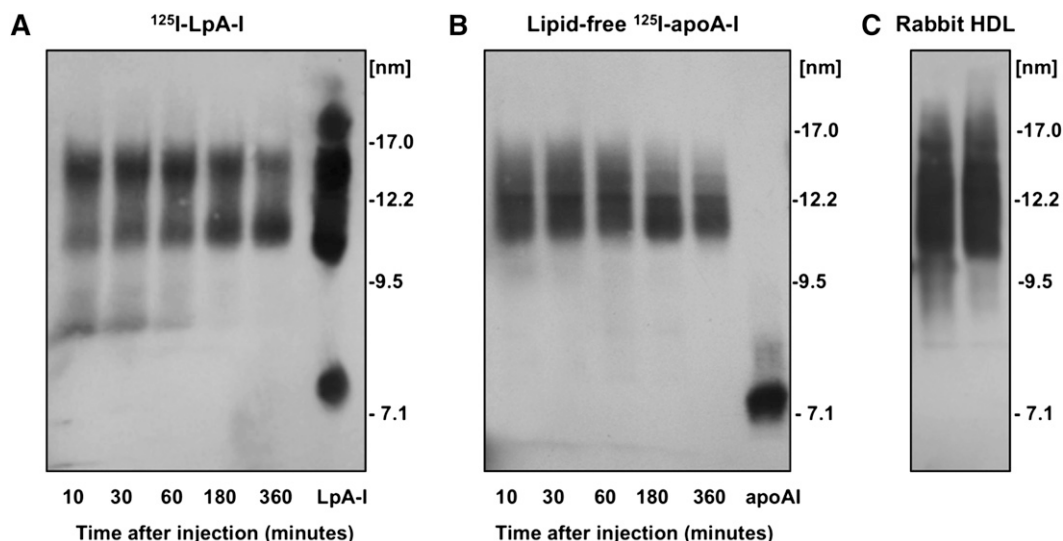 A
¹²⁵I-LpA-I
[nm]
-17.0
-12.2
-9.5
- 7.1
10 30 60 180 360 LpA-I
Time after injection (minutes)
B
Lipid-free ¹²⁵I-apoA-I
[nm]
-17.0
-12.2
-9.5
- 7.1
10 30 60 180 360 apoAI
Time after injection (minutes)
C
Rabbit HDL
[nm]
-17.0
-12.2
-9.5
- 7.1